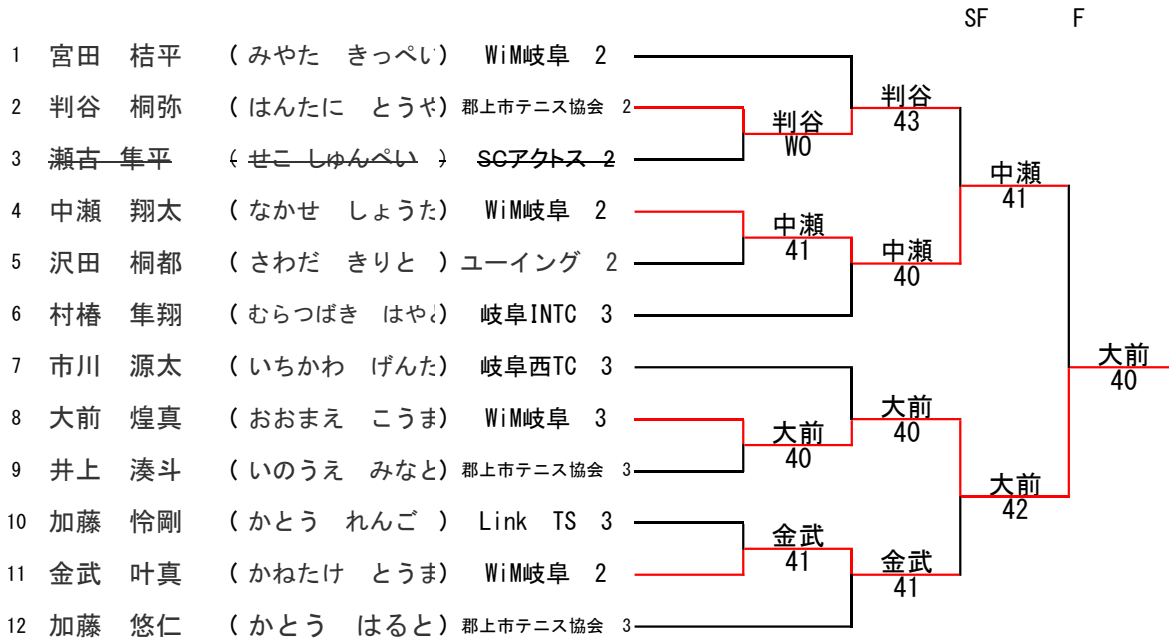 SF F
1 宮田 桔平 ( みやた きっぺい) WiM岐阜 2
2 判谷 桐弥 ( はんたに とうや) 郡上市テニス協会 2
3 瀬古 隼平 ( せこ しゅんぺい ) SCアクトス 2
4 中瀬 翔太 ( なかせ しょうた) WiM岐阜 2
5 沢田 桐都 ( さわだ きりと ) ユーイング 2
6 村椿 隼翔 ( むらつばき はやと) 岐阜INTC 3
7 市川 源太 ( いちかわ げんた) 岐阜西TC 3
8 大前 煌真 ( おおまえ こうま) WiM岐阜 3
9 井上 湊斗 ( いのうえ みなと) 郡上市テニス協会 3
10 加藤 怜剛 ( かとう れんご ) Link TS 3
11 金武 叶真 ( かねたけ とうま) WiM岐阜 2
12 加藤 悠仁 ( かとう はると) 郡上市テニス協会 3
判谷
WO
中瀬
41
大前
40
金武
41
判谷
43
中瀬
40
大前
40
金武
41
中瀬
41
大前
42
大前
40